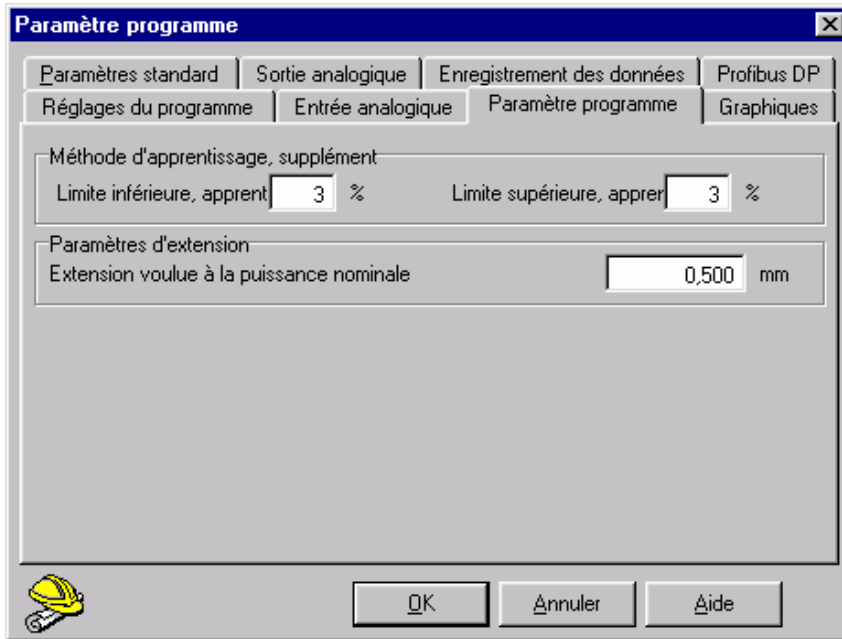 Paramètre programme
Paramètres standard Sortie analogique Enregistrement des données Profibus DP
Réglages du programme Entrée analogique Paramètre programme Graphiques
Méthode d'apprentissage, supplément
Limite inférieure, apprent 3 % Limite supérieure, apprer 3 %
Paramètres d'extension
Extension voulue à la puissance nominale 0,500 mm
OK Annuler Aide